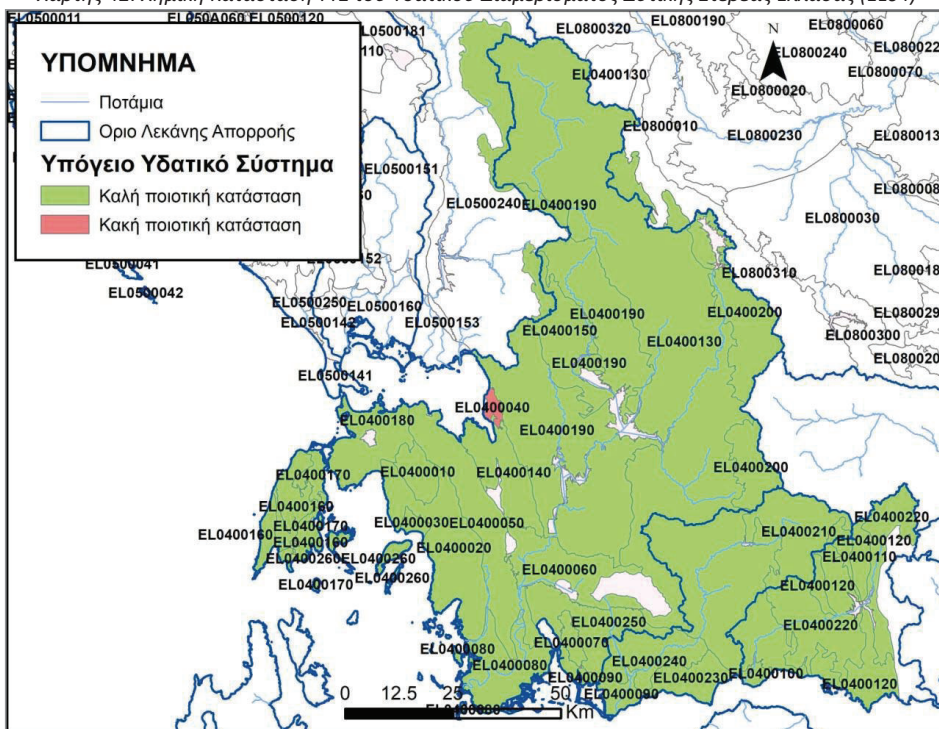 ΥΠΟΜΝΗΜΑ
Ποτάμια
Οριο Λεκάνης Απορροής
Υπόγειο Υδατικό Σύστημα
Καλή ποιοτική κατάσταση
Κακή ποιοτική κατάσταση
N
EL0500011
EL050A060
EL0500120
EL0500181
EL0800320
EL0800190
EL0800060
EL0800240
EL0400130
EL0800070
EL0800020
EL0800010
EL0800230
EL0500151
EL0500240
EL0400190
EL0800030
EL0500041
EL0500042
EL0800310
EL0500250
EL0500160
EL0500142
EL0500153
EL0400150
EL0400190
EL0400200
EL0400130
EL0800300
EL0400190
EL0500141
EL0400040
EL0400180
EL0400190
EL0400170
EL0400010
EL0400140
EL0400200
EL0400160
EL0400170
EL0400160
EL0400160
EL0400030
EL0400050
EL0400220
EL0400210
EL0400120
EL0400110
EL0400260
EL0400260
EL0400020
EL0400170
EL0400260
EL0400060
EL0400120
EL0400250
EL0400220
EL0400070
EL0400080
EL0400080
EL0400240
EL0400090
EL0400230
EL0400100
EL0400090
EL0400120
0 12.5 25 50
Km